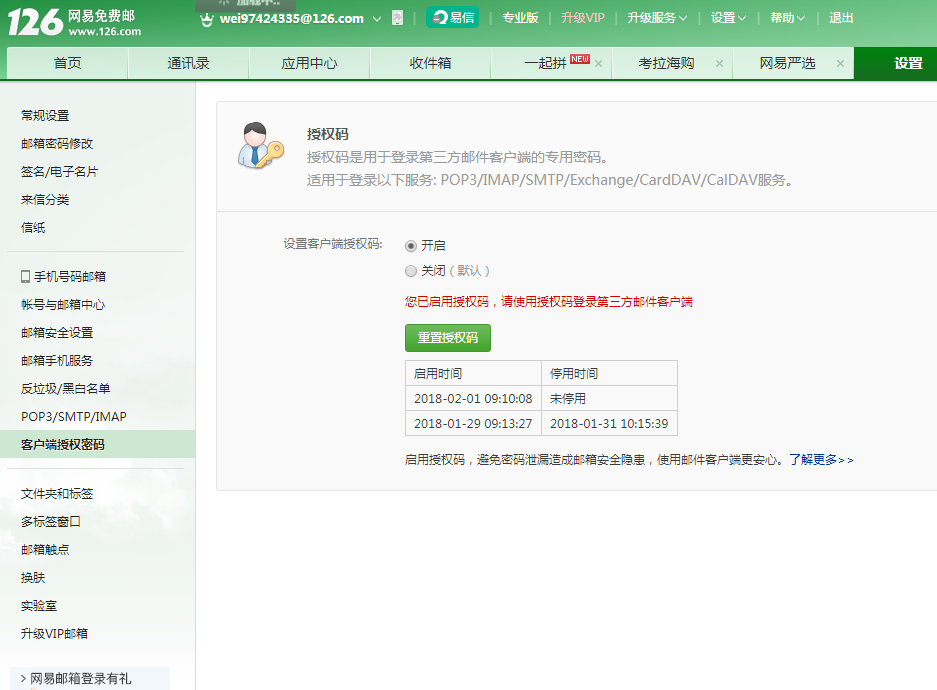 126 网易免费邮
www.126.com
wei97424335@126.com
易信
专业版
升级VIP
升级服务
设置
帮助
退出
首页
通讯录
应用中心
收件箱
一起拼 NEW ×
考拉海购 ×
网易严选 ×
设置
常规设置
邮箱密码修改
签名/电子名片
来信分类
信纸
手机号码邮箱
帐号与邮箱中心
邮箱安全设置
邮箱手机服务
反垃圾/黑白名单
POP3/SMTP/IMAP
客户端授权密码
文件夹和标签
多标签窗口
邮箱触点
换肤
实验室
升级VIP邮箱
> 网易邮箱登录有礼
授权码
授权码是用于登录第三方邮件客户端的专用密码。
适用于登录以下服务: POP3/IMAP/SMTP/Exchange/CardDAV/CalDAV服务。
设置客户端授权码:
开启
关闭（默认）
您已启用授权码，请使用授权码登录第三方邮件客户端
重置授权码
启用时间 停用时间
2018-02-01 09:10:08 未停用
2018-01-29 09:13:27 2018-01-31 10:15:39
启用授权码，避免密码泄漏造成邮箱安全隐患，使用邮件客户端更安心。了解更多>>